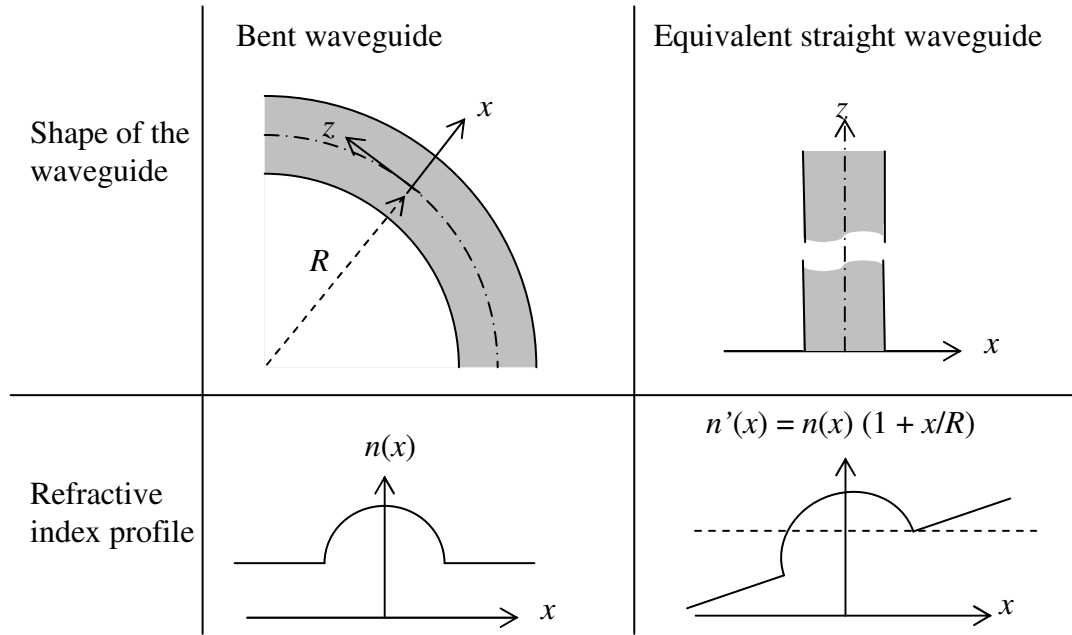 Bent waveguide
Equivalent straight waveguide
Shape of the
waveguide
z
x
R
z
x
Refractive
index profile
n(x)
x
n’(x) = n(x) (1 + x/R)
x